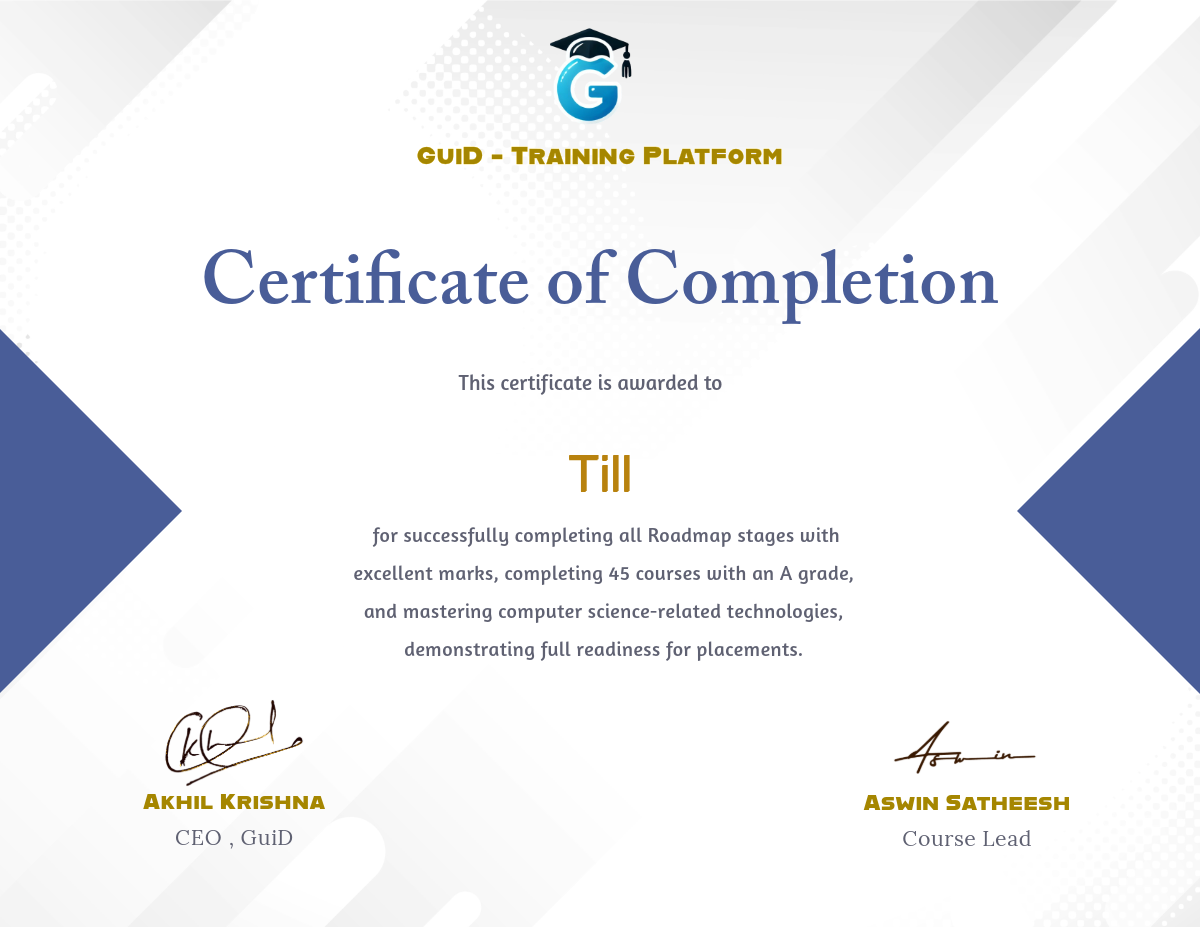 G
GuiD - Training Platform
Certificate of Completion
This certificate is awarded to
Till
for successfully completing all Roadmap stages with
excellent marks, completing 45 courses with an A grade,
and mastering computer science-related technologies,
demonstrating full readiness for placements.
Aswin
Akhil Krishna
Aswin Satheesh
CEO , GuiD
Course Lead